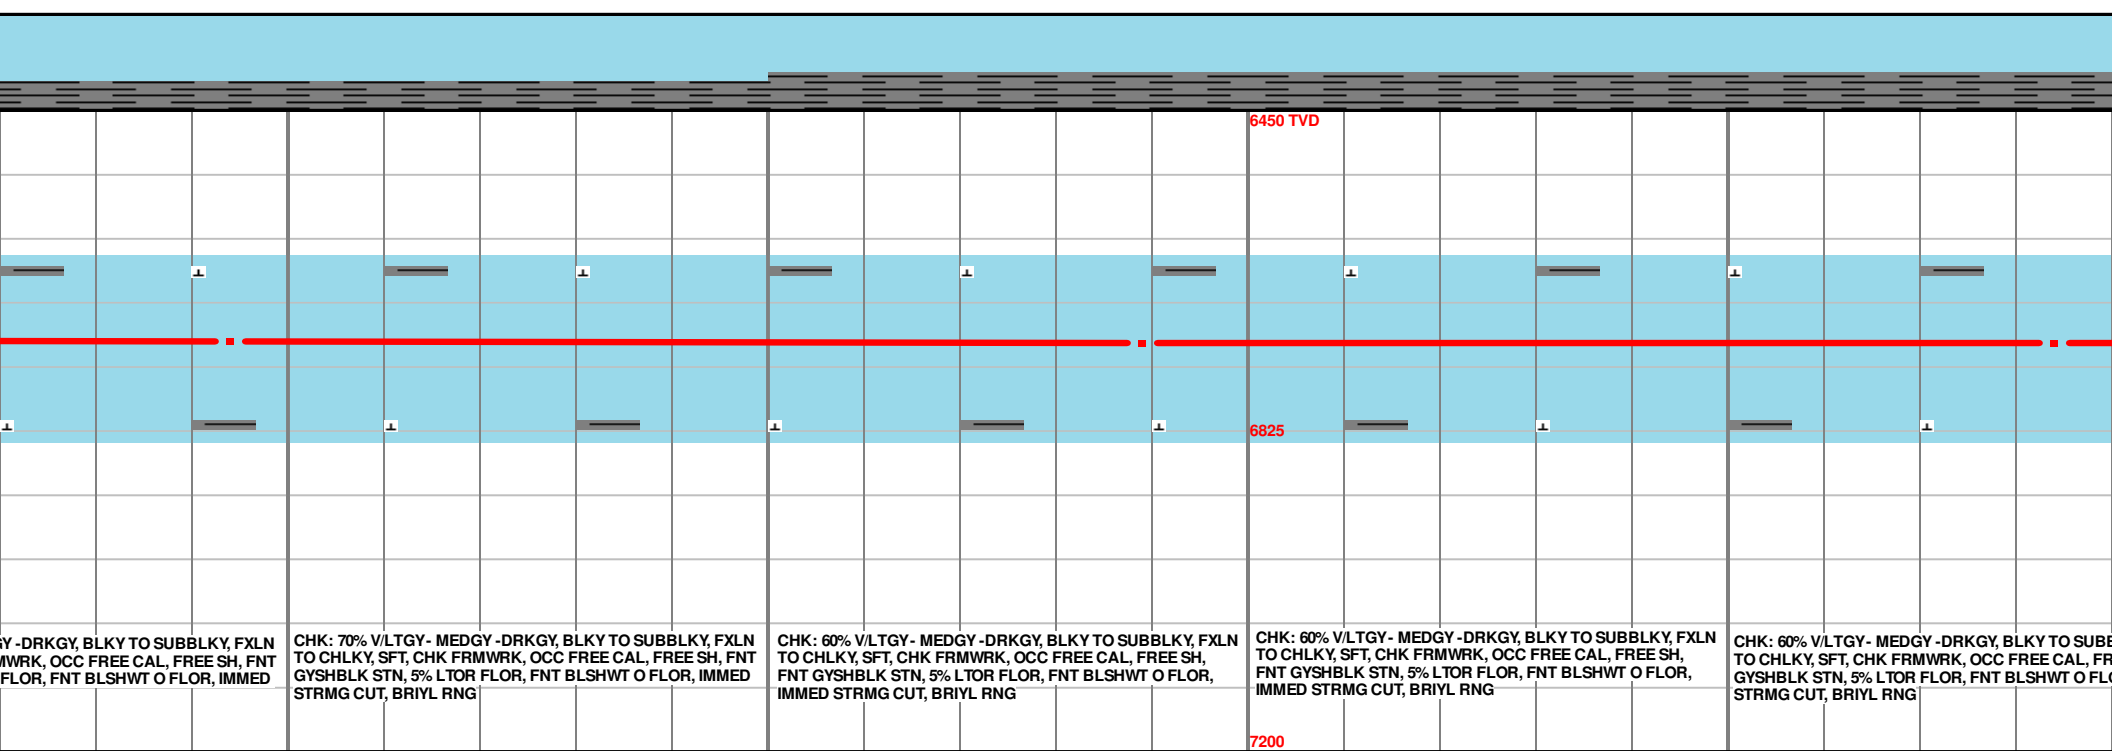 6450 TVD
6825
GY -DRKGY, BLKY TO SUBBLKY, FXLN
MWRK, OCC FREE CAL, FREE SH, FNT
FLOR, FNT BLSHWT O FLOR, IMMED
CHK: 70% V/LTGY- MEDGY -DRKGY, BLKY TO SUBBLKY, FXLN
TO CHLKY, SFT, CHK FRMWRK, OCC FREE CAL, FREE SH, FNT
GYSHBLK STN, 5% LTOR FLOR, FNT BLSHWT O FLOR, IMMED
STRMG CUT, BRIYL RNG
CHK: 60% V/LTGY- MEDGY -DRKGY, BLKY TO SUBBLKY, FXLN
TO CHLKY, SFT, CHK FRMWRK, OCC FREE CAL, FREE SH,
FNT GYSHBLK STN, 5% LTOR FLOR, FNT BLSHWT O FLOR,
IMMED STRMG CUT, BRIYL RNG
CHK: 60% V/LTGY- MEDGY -DRKGY, BLKY TO SUBBLKY, FXLN
TO CHLKY, SFT, CHK FRMWRK, OCC FREE CAL, FREE SH,
FNT GYSHBLK STN, 5% LTOR FLOR, FNT BLSHWT O FLOR,
IMMED STRMG CUT, BRIYL RNG
CHK: 60% V/LTGY- MEDGY -DRKGY, BLKY TO SUBB
TO CHLKY, SFT, CHK FRMWRK, OCC FREE CAL, FR
GYSHBLK STN, 5% LTOR FLOR, FNT BLSHWT O FLO
STRMG CUT, BRIYL RNG
7200